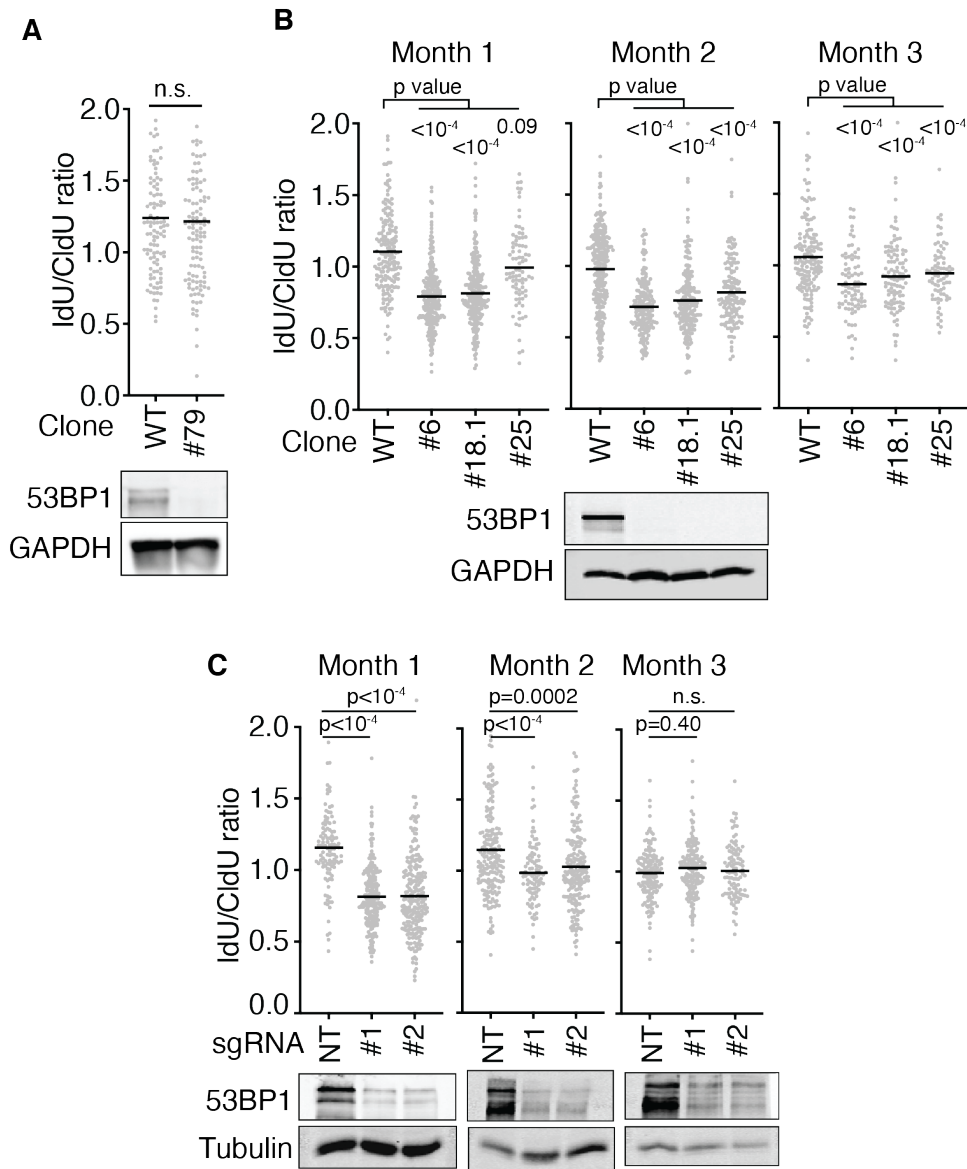 A
n.s.
2.0
1.5
1.0
0.5
0.0
IdU/CldU ratio
Clone
WT
#79
53BP1
GAPDH
B
Month 1
Month 2
Month 3
p value
p value
p value
<10-4
<10-4
0.09
<10-4
<10-4
<10-4
<10-4
<10-4
<10-4
2.0
1.5
1.0
0.5
0.0
IdU/CldU ratio
Clone
WT
#6
#18.1
#25
WT
#6
#18.1
#25
WT
#6
#18.1
#25
53BP1
GAPDH
C
Month 1
Month 2
Month 3
p<10-4
p<10-4
p=0.0002
p<10-4
n.s.
p=0.40
2.0
1.5
1.0
0.5
0.0
IdU/CldU ratio
sgRNA
NT
#1
#2
NT
#1
#2
NT
#1
#2
53BP1
Tubulin